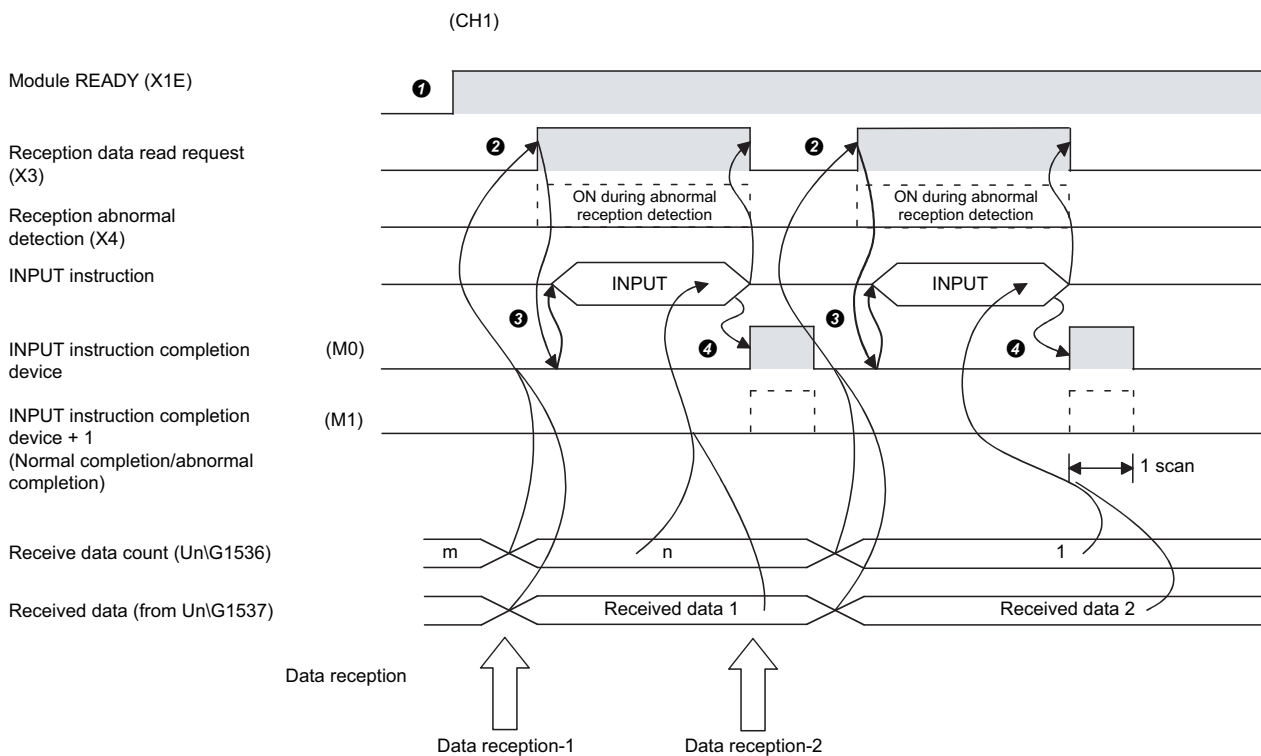 (CH1)
Module READY (X1E)
❶
Reception data read request
(X3)
❷
❷
Reception abnormal
detection (X4)
ON during abnormal
reception detection
ON during abnormal
reception detection
INPUT instruction
INPUT
INPUT
❸
❸
INPUT instruction completion
device
(M0)
❹
❹
INPUT instruction completion
device + 1
(Normal completion/abnormal
completion)
(M1)
1 scan
Receive data count (Un\G1536)
m
n
1
Received data (from Un\G1537)
Received data 1
Received data 2
Data reception
Data reception-1
Data reception-2